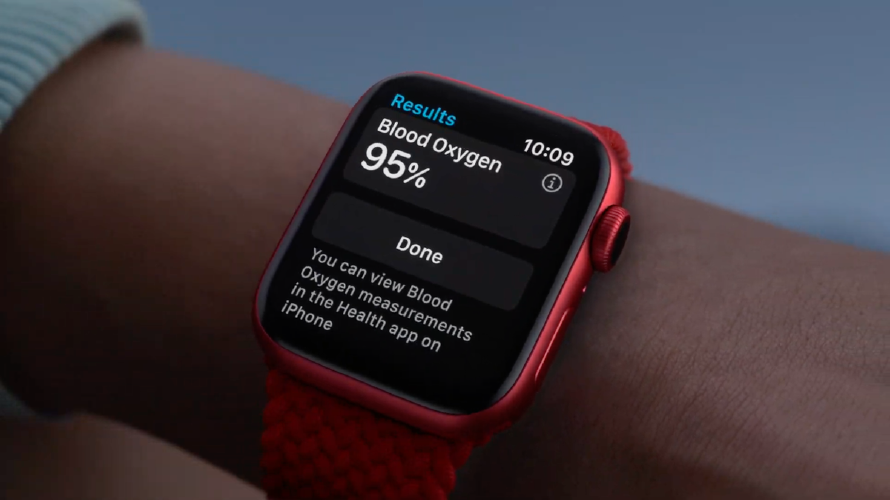 Results
10:09
Blood Oxygen
95%
Done
You can view Blood
Oxygen measurements
in the Health app on
iPhone